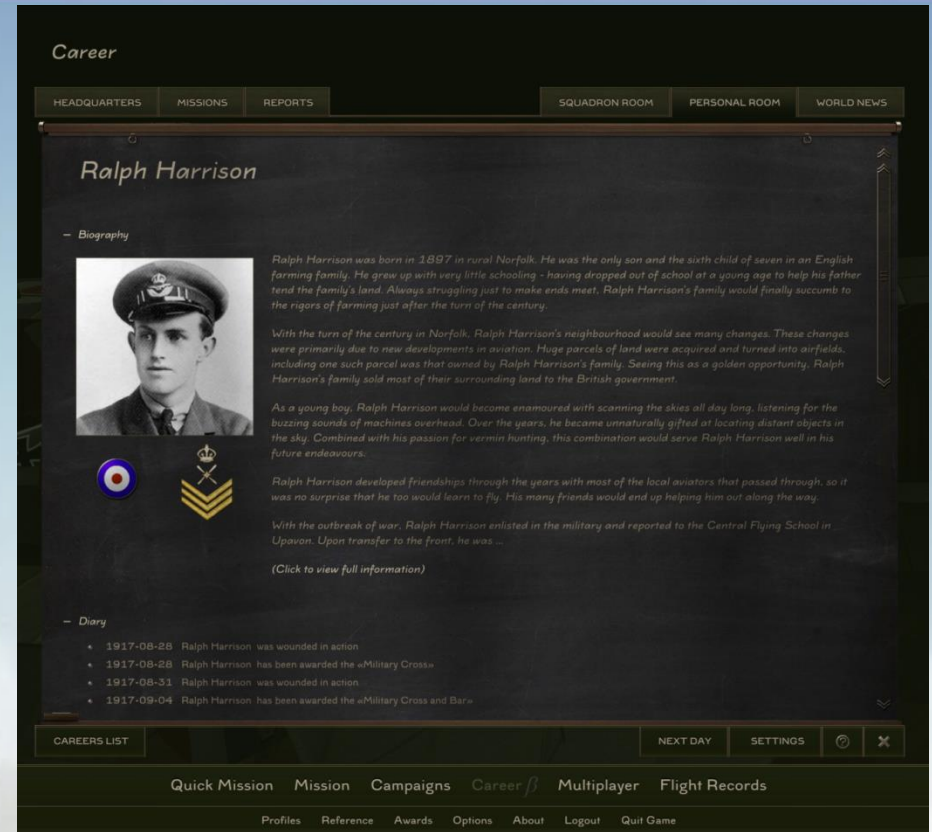 Career
HEADQUARTERS MISSIONS REPORTS SQUADRON ROOM PERSONAL ROOM WORLD NEWS
Ralph Harrison
– Biography
Ralph Harrison was born in 1897 in rural Norfolk. He was the only son and the sixth child of seven in an English
farming family. He grew up with very little schooling - having dropped out of school at a young age to help his father
tend the family's land. Always struggling just to make ends meet, Ralph Harrison's family would finally succumb to
the rigors of farming just after the turn of the century.
With the turn of the century in Norfolk, Ralph Harrison's neighbourhood would see many changes. These changes
were primarily due to new developments in aviation. Huge parcels of land were acquired and turned into airfields,
including one such parcel was that owned by Ralph Harrison's family. Seeing this as a golden opportunity, Ralph
Harrison's family sold most of their surrounding land to the British government.
As a young boy, Ralph Harrison would become enamoured with scanning the skies all day long, listening for the
buzzing sounds of machines overhead. Over the years, he became unnaturally gifted at locating distant objects in
the sky. Combined with his passion for vermin hunting, this combination would serve Ralph Harrison well in his
future endeavours.
Ralph Harrison developed friendships through the years with most of the local aviators that passed through, so it
was no surprise that he too would learn to fly. His many friends would end up helping him out along the way.
With the outbreak of war, Ralph Harrison enlisted in the military and reported to the Central Flying School in
Upavon. Upon transfer to the front, he was ...
(Click to view full information)
– Diary
• 1917-08-28 Ralph Harrison was wounded in action
• 1917-08-28 Ralph Harrison has been awarded the «Military Cross»
• 1917-08-31 Ralph Harrison was wounded in action
• 1917-09-04 Ralph Harrison has been awarded the «Military Cross and Bar»
CAREERS LIST NEXT DAY SETTINGS ? ×
Quick Mission Mission Campaigns Career β Multiplayer Flight Records
Profiles Reference Awards Options About Logout Quit Game